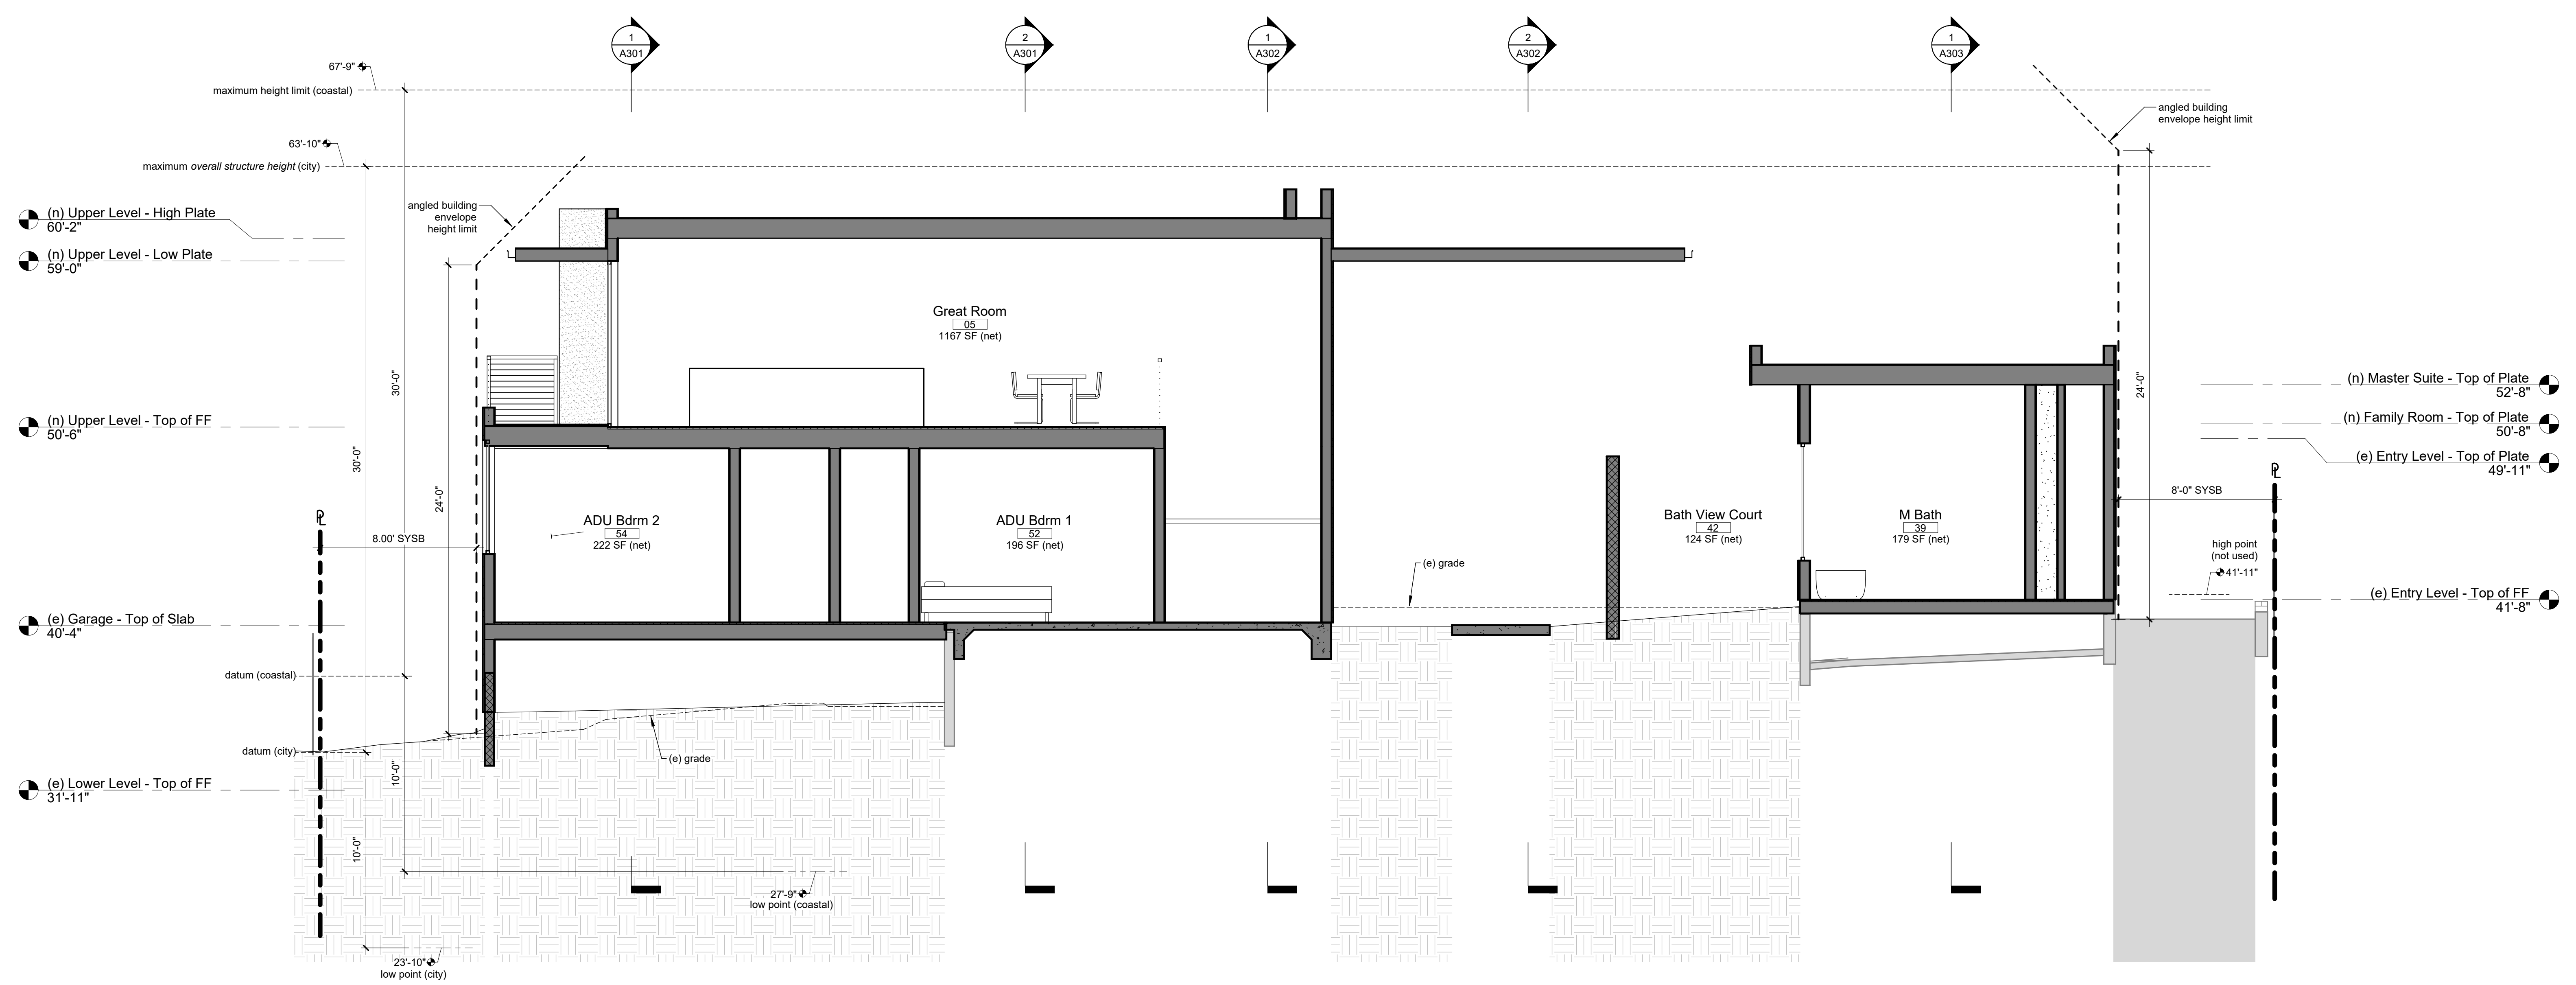 1
A301
2
A301
1
A302
2
A302
1
A303
67'-9"
maximum height limit (coastal)
63'-10"
maximum overall structure height (city)
angled building
envelope height limit
angled building
envelope
height limit
(n) Upper Level - High Plate
60'-2"
(n) Upper Level - Low Plate
59'-0"
(n) Upper Level - Top of FF
50'-6"
(e) Garage - Top of Slab
40'-4"
datum (coastal)
datum (city)
(e) Lower Level - Top of FF
31'-11"
30'-0"
30'-0"
24'-0"
10'-0"
10'-0"
PL
8.00' SYSB
Great Room
05
1167 SF (net)
ADU Bdrm 2
54
222 SF (net)
ADU Bdrm 1
52
196 SF (net)
Bath View Court
42
124 SF (net)
M Bath
39
179 SF (net)
(e) grade
(e) grade
27'-9"
low point (coastal)
23'-10"
low point (city)
24'-0"
(n) Master Suite - Top of Plate
52'-8"
(n) Family Room - Top of Plate
50'-8"
(e) Entry Level - Top of Plate
49'-11"
PL
8'-0" SYSB
high point
(not used)
41'-11"
(e) Entry Level - Top of FF
41'-8"